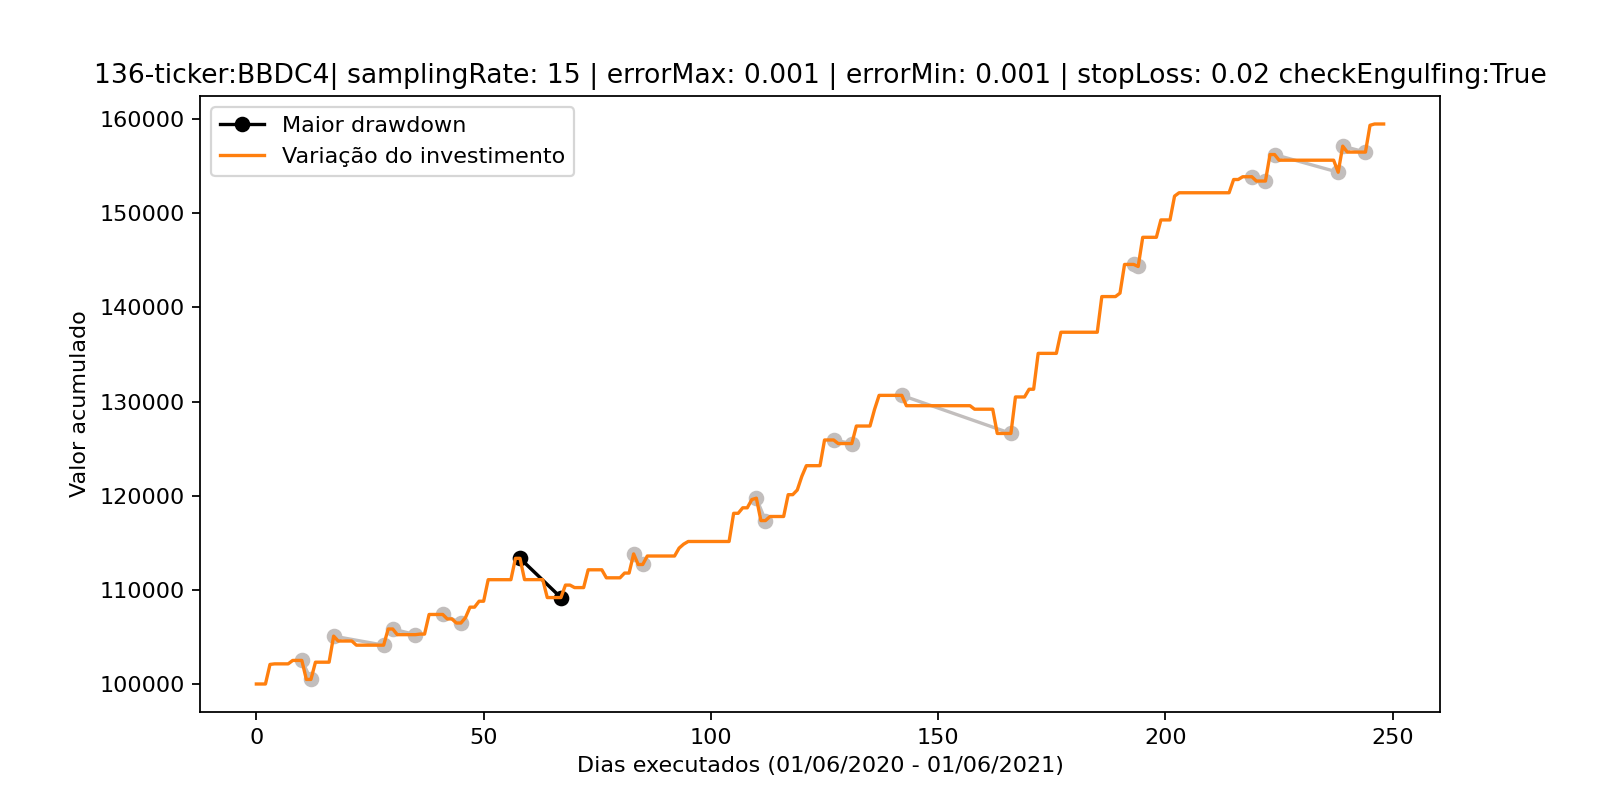 136-ticker:BBDC4| samplingRate: 15 | errorMax: 0.001 | errorMin: 0.001 | stopLoss: 0.02 checkEngulfing:True
Maior drawdown
Variação do investimento
Valor acumulado
160000
150000
140000
130000
120000
110000
100000
0 50 100 150 200 250
Dias executados (01/06/2020 - 01/06/2021)